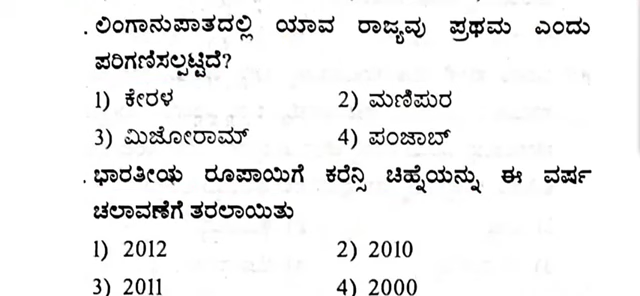 . ಲಿಂಗಾನುಪಾತದಲ್ಲಿ ಯಾವ ರಾಜ್ಯವು ಪ್ರಥಮ ಎಂದು
ಪರಿಗಣಿಸಲ್ಪಟ್ಟಿದೆ?
1) ಕೇರಳ 2) ಮಣಿಪುರ
3) ಮಿಜೋರಾಮ್ 4) ಪಂಜಾಬ್
. ಭಾರತೀಯ ರೂಪಾಯಿಗೆ ಕರೆನ್ಸಿ ಚಿಹ್ನೆಯನ್ನು ಈ ವರ್ಷ
ಚಲಾವಣೆಗೆ ತರಲಾಯಿತು
1) 2012 2) 2010
3) 2011 4) 2000